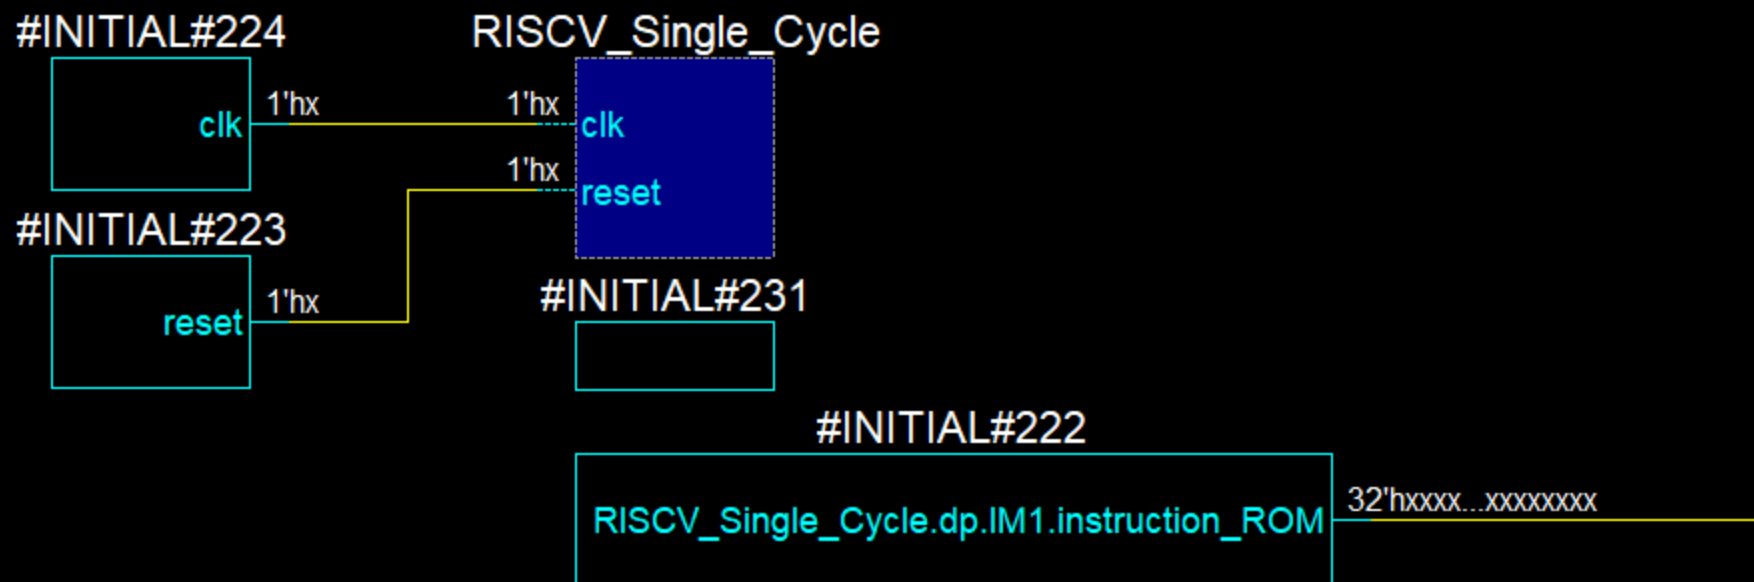 #INITIAL#224
RISCV_Single_Cycle
1'hx
1'hx
clk
clk
1'hx
reset
#INITIAL#223
1'hx
reset
#INITIAL#231
#INITIAL#222
32'hxxxx...xxxxxxxx
RISCV_Single_Cycle.dp.IM1.instruction_ROM